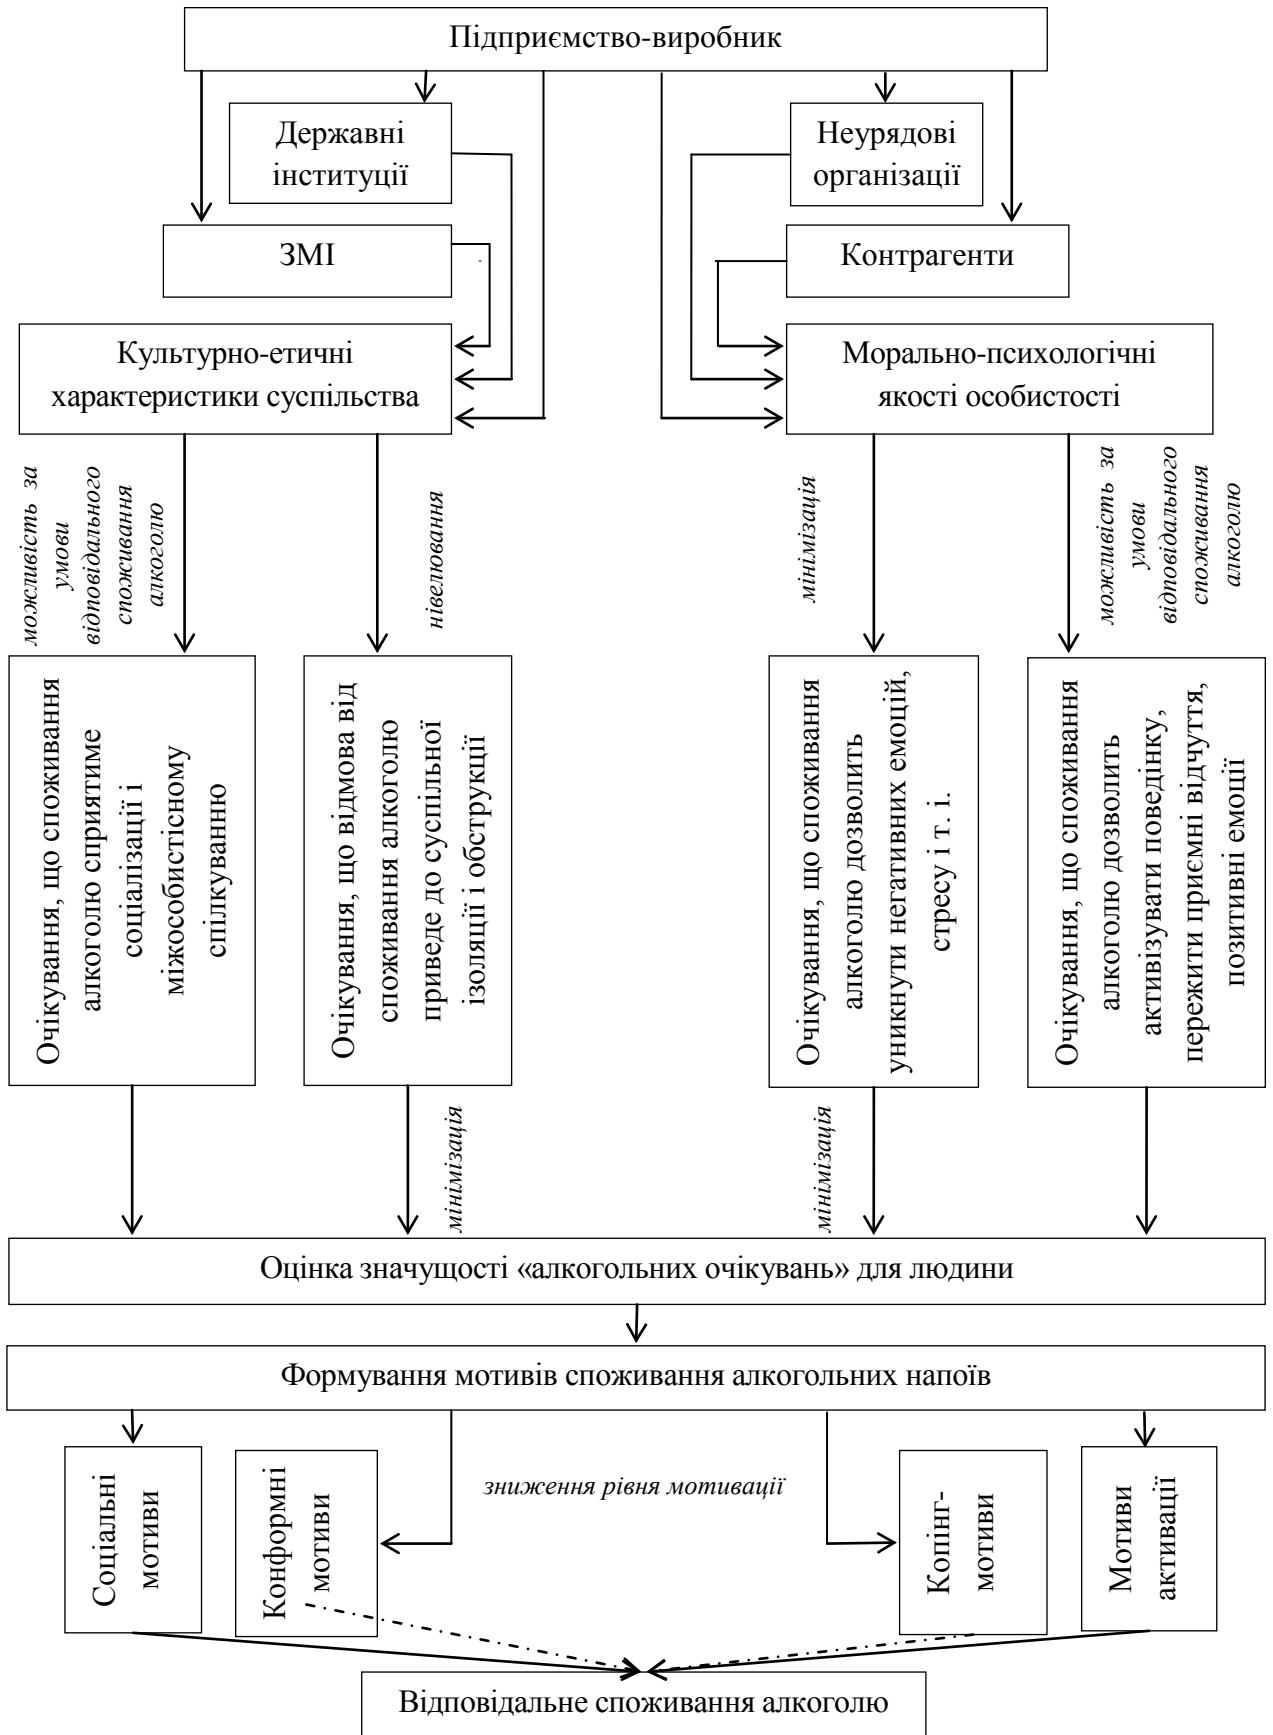 Підприємство-виробник
Державні
інституції
Неурядові
організації
ЗМІ
Контрагенти
Культурно-етичні
характеристики суспільства
Морально-психологічні
якості особистості
можливість за
умови
відповідального
споживання
алкоголю
нівелювання
мінімізація
можливість за
умови
відповідального
споживання
алкоголю
Очікування, що споживання
алкоголю сприятиме
соціалізації і
міжособистісному
спілкуванню
Очікування, що відмова від
споживання алкоголю
приведе до суспільної
ізоляції і обструкції
Очікування, що споживання
алкоголю дозволить
уникнути негативних емоцій,
стресу і т. і.
Очікування, що споживання
алкоголю дозволить
активізувати поведінку,
пережити приємні відчуття,
позитивні емоції
мінімізація
мінімізація
Оцінка значущості «алкогольних очікувань» для людини
Формування мотивів споживання алкогольних напоїв
Соціальні
мотиви
Конформні
мотиви
зниження рівня мотивації
Копінг-
мотиви
Мотиви
активації
Відповідальне споживання алкоголю